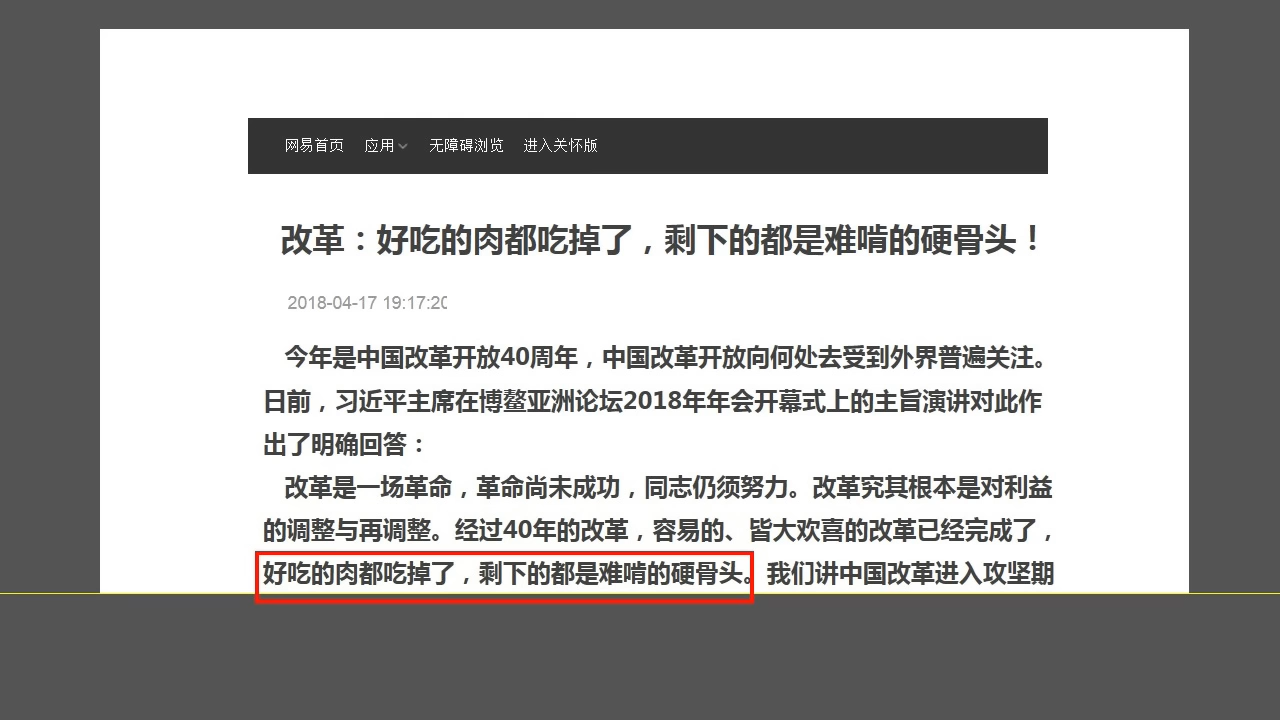 网易首页 应用 无障碍浏览 进入关怀版
改革：好吃的肉都吃掉了，剩下的都是难啃的硬骨头！
2018-04-17 19:17:20
今年是中国改革开放40周年，中国改革开放向何处去受到外界普遍关注。
日前，习近平主席在博鳌亚洲论坛2018年年会开幕式上的主旨演讲对此作
出了明确回答：
改革是一场革命，革命尚未成功，同志仍须努力。改革究其根本是对利益
的调整与再调整。经过40年的改革，容易的、皆大欢喜的改革已经完成了，
好吃的肉都吃掉了，剩下的都是难啃的硬骨头。我们讲中国改革进入攻坚期